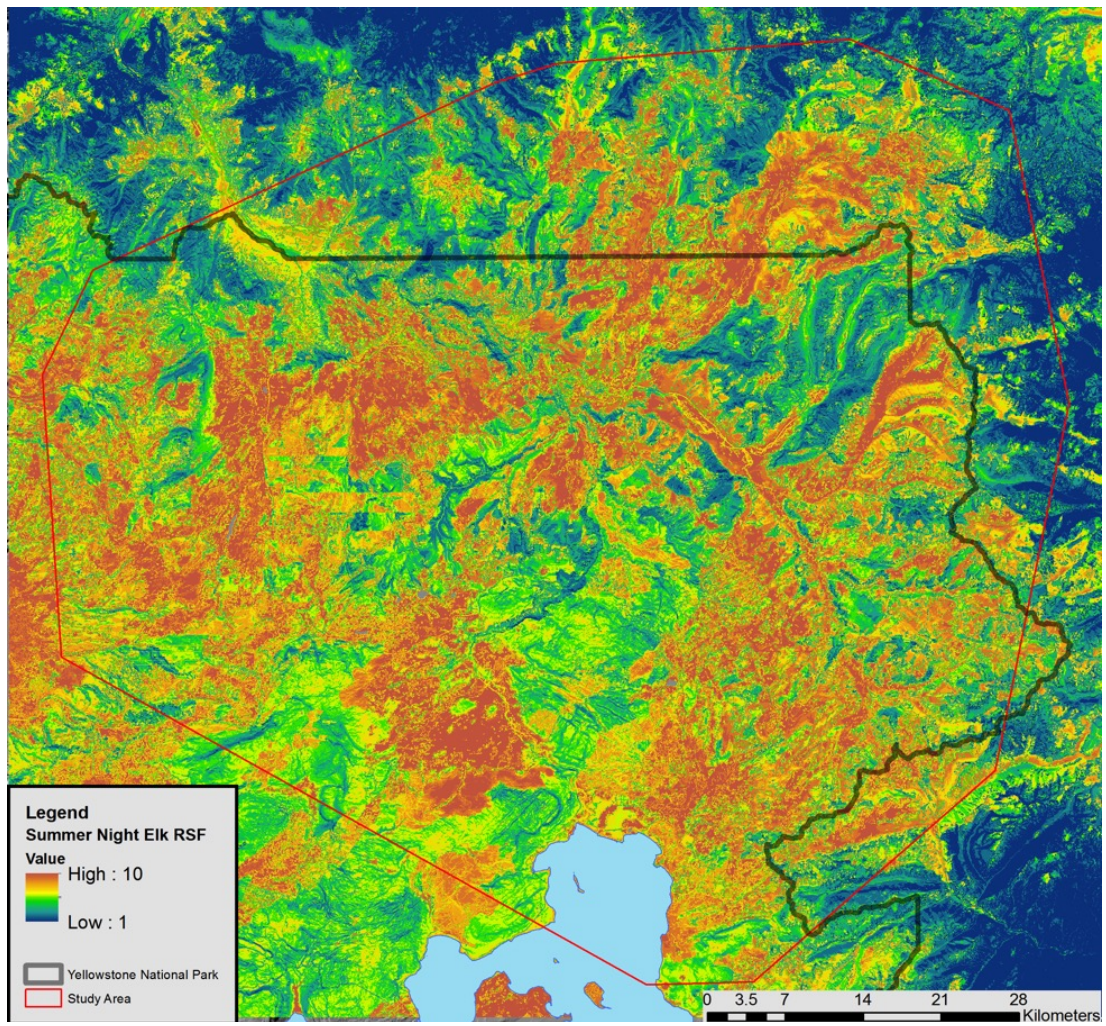 Legend
Summer Night Elk RSF
Value
High : 10
Low : 1
Yellowstone National Park
Study Area
0 3.5 7 14 21 28
Kilometers